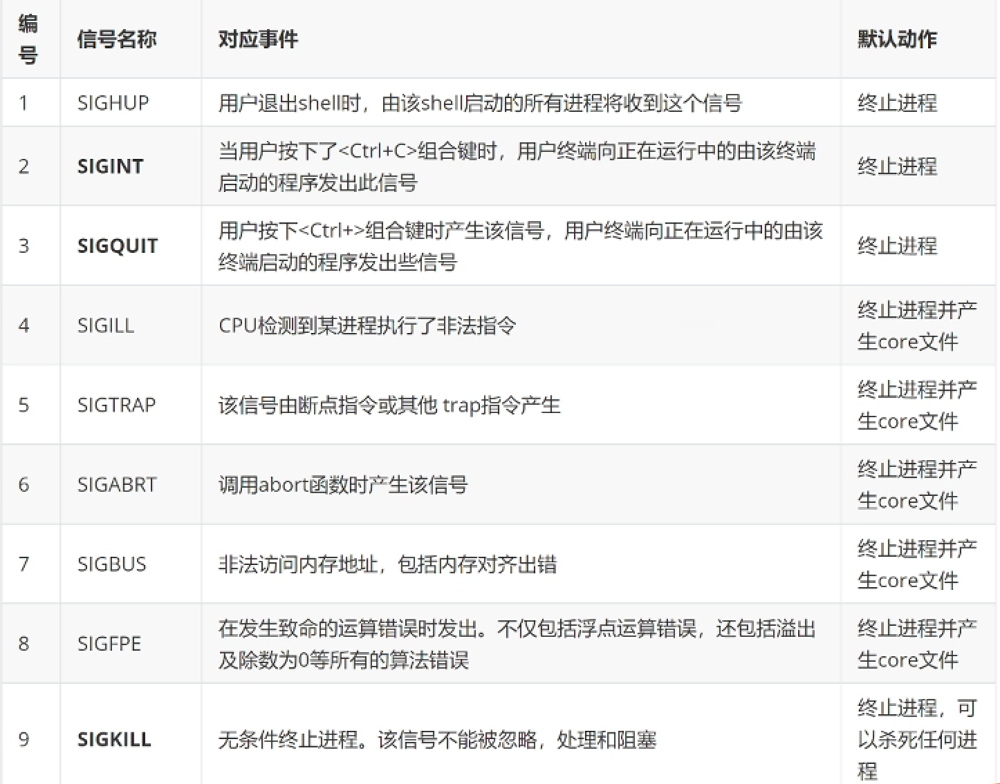 编号 信号名称 对应事件 默认动作
1 SIGHUP 用户退出shell时，由该shell启动的所有进程将收到这个信号 终止进程
2 SIGINT 当用户按下了<Ctrl+C>组合键时，用户终端向正在运行中的由该终端
启动的程序发出此信号 终止进程
3 SIGQUIT 用户按下<Ctrl+>组合键时产生该信号，用户终端向正在运行中的由该
终端启动的程序发出些信号 终止进程
4 SIGILL CPU检测到某进程执行了非法指令 终止进程并产
生core文件
5 SIGTRAP 该信号由断点指令或其他 trap指令产生 终止进程并产
生core文件
6 SIGABRT 调用abort函数时产生该信号 终止进程并产
生core文件
7 SIGBUS 非法访问内存地址，包括内存对齐出错 终止进程并产
生core文件
8 SIGFPE 在发生致命的运算错误时发出。不仅包括浮点运算错误，还包括溢出
及除数为0等所有的算法错误 终止进程并产
生core文件
9 SIGKILL 无条件终止进程。该信号不能被忽略，处理和阻塞 终止进程，可
以杀死任何进
程